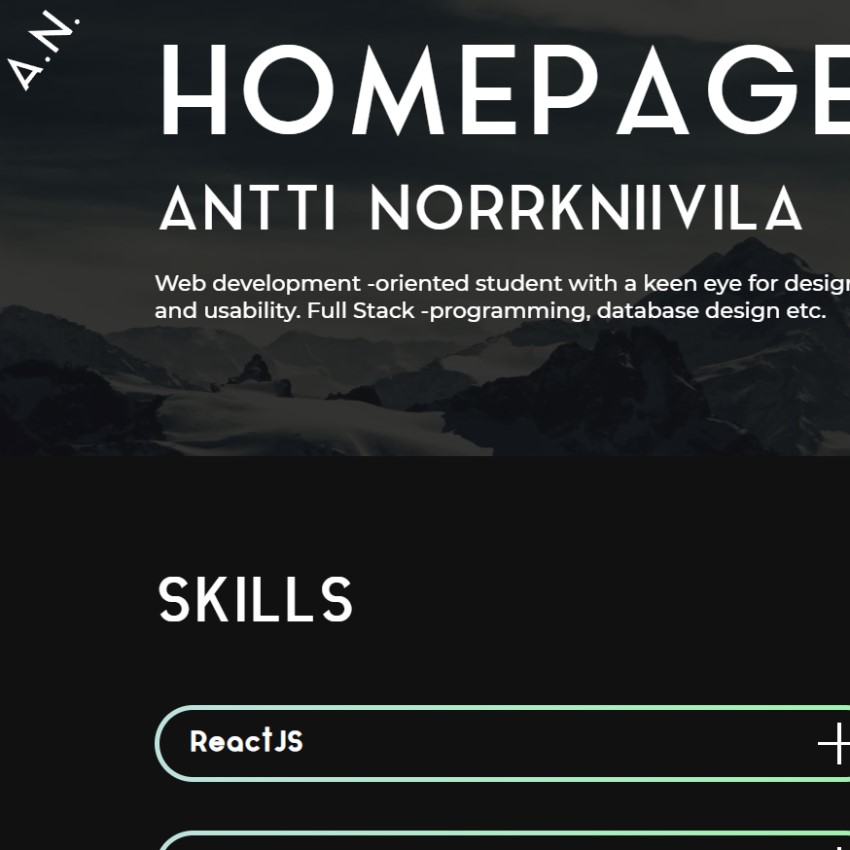 A.N.
HOMEPAGE
ANTTI NORRKNIIVILA
Web development -oriented student with a keen eye for design
and usability. Full Stack -programming, database design etc.
SKILLS
ReactJS